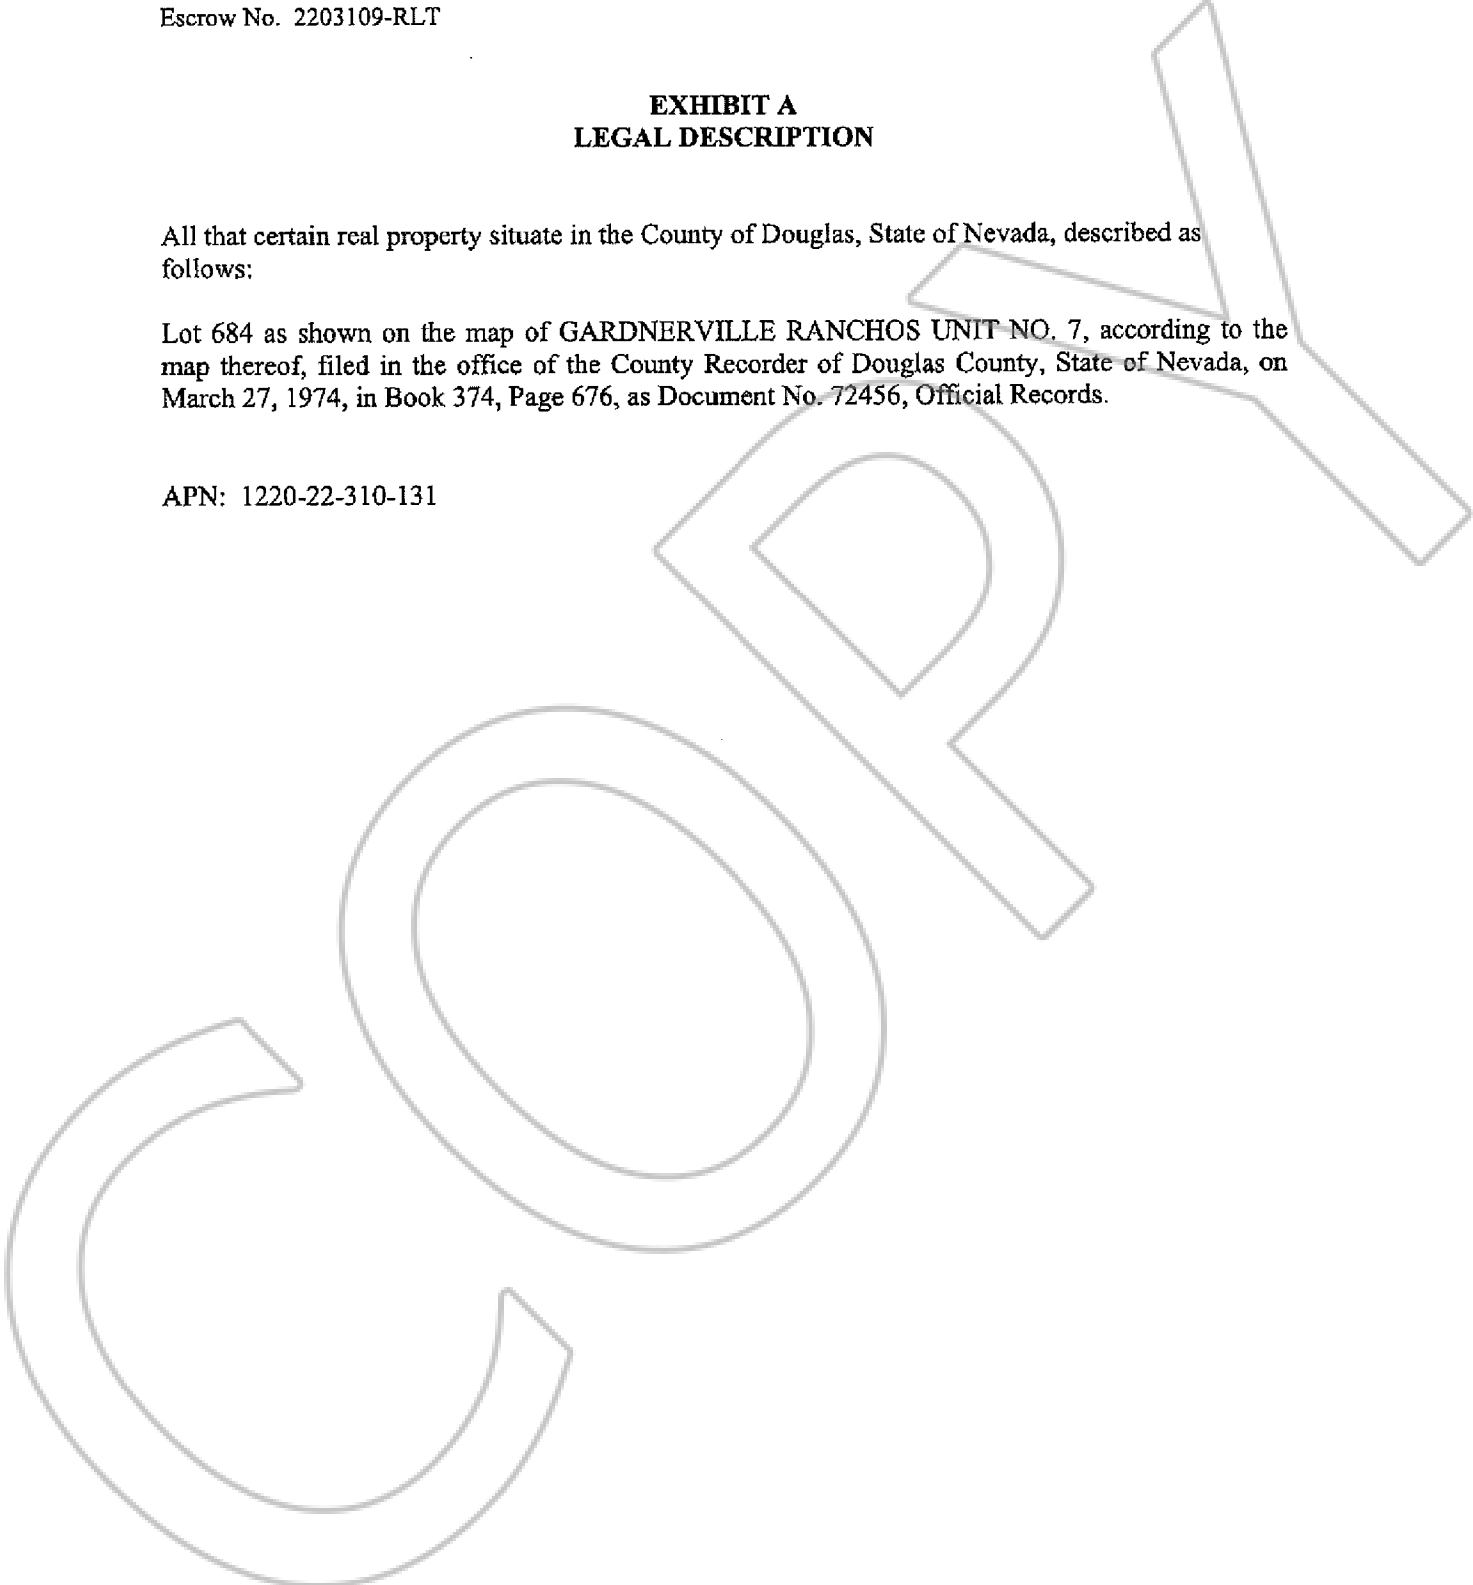 Escrow No. 2203109-RLT
EXHIBIT A
LEGAL DESCRIPTION
All that certain real property situate in the County of Douglas, State of Nevada, described as
follows:
Lot 684 as shown on the map of GARDNERVILLE RANCHOS UNIT NO. 7, according to the
map thereof, filed in the office of the County Recorder of Douglas County, State of Nevada, on
March 27, 1974, in Book 374, Page 676, as Document No. 72456, Official Records.
APN: 1220-22-310-131
COPY